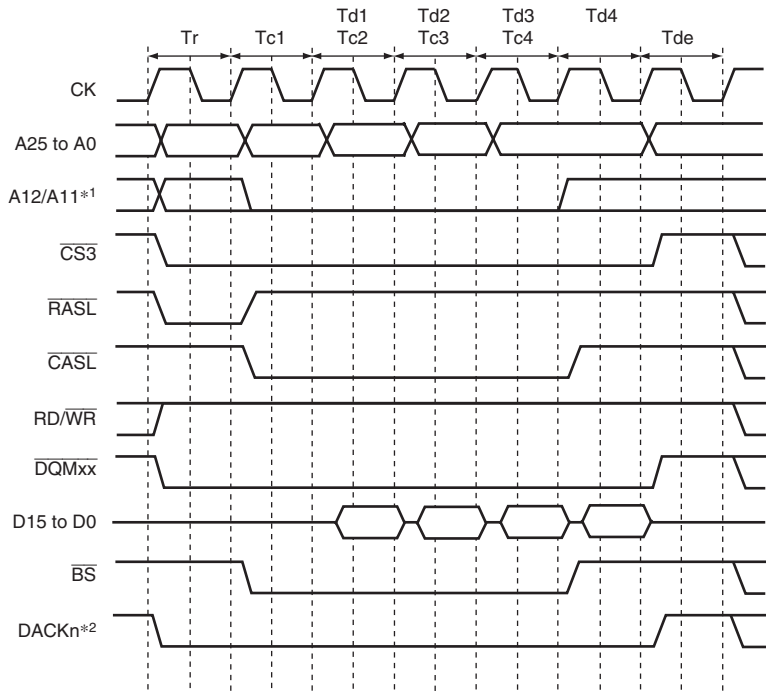 Td1 Td2 Td3 Td4
Tr Tc1 Tc2 Tc3 Tc4 Tde
CK
A25 to A0
A12/A11*1
CS3
RASL
CASL
RD/WR
DQMxx
D15 to D0
BS
DACKn*2